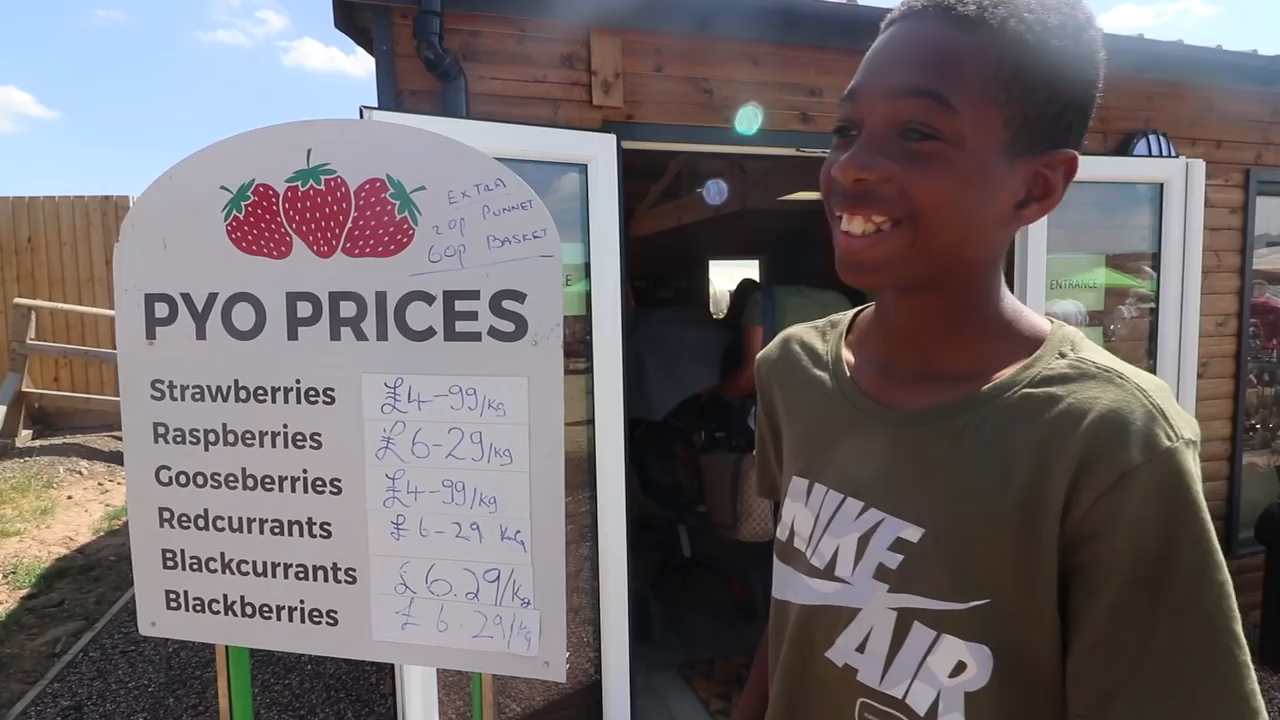 EXTRA
20p PUNNET
60p BASKET
PYO PRICES
Strawberries £4-99/Kg
Raspberries £6-29/Kg
Gooseberries £4-99/Kg
Redcurrants £6-29 KG
Blackcurrants £6.29/Kg
Blackberries £6.29/Kg
ENTRANCE
NIKE
AIR